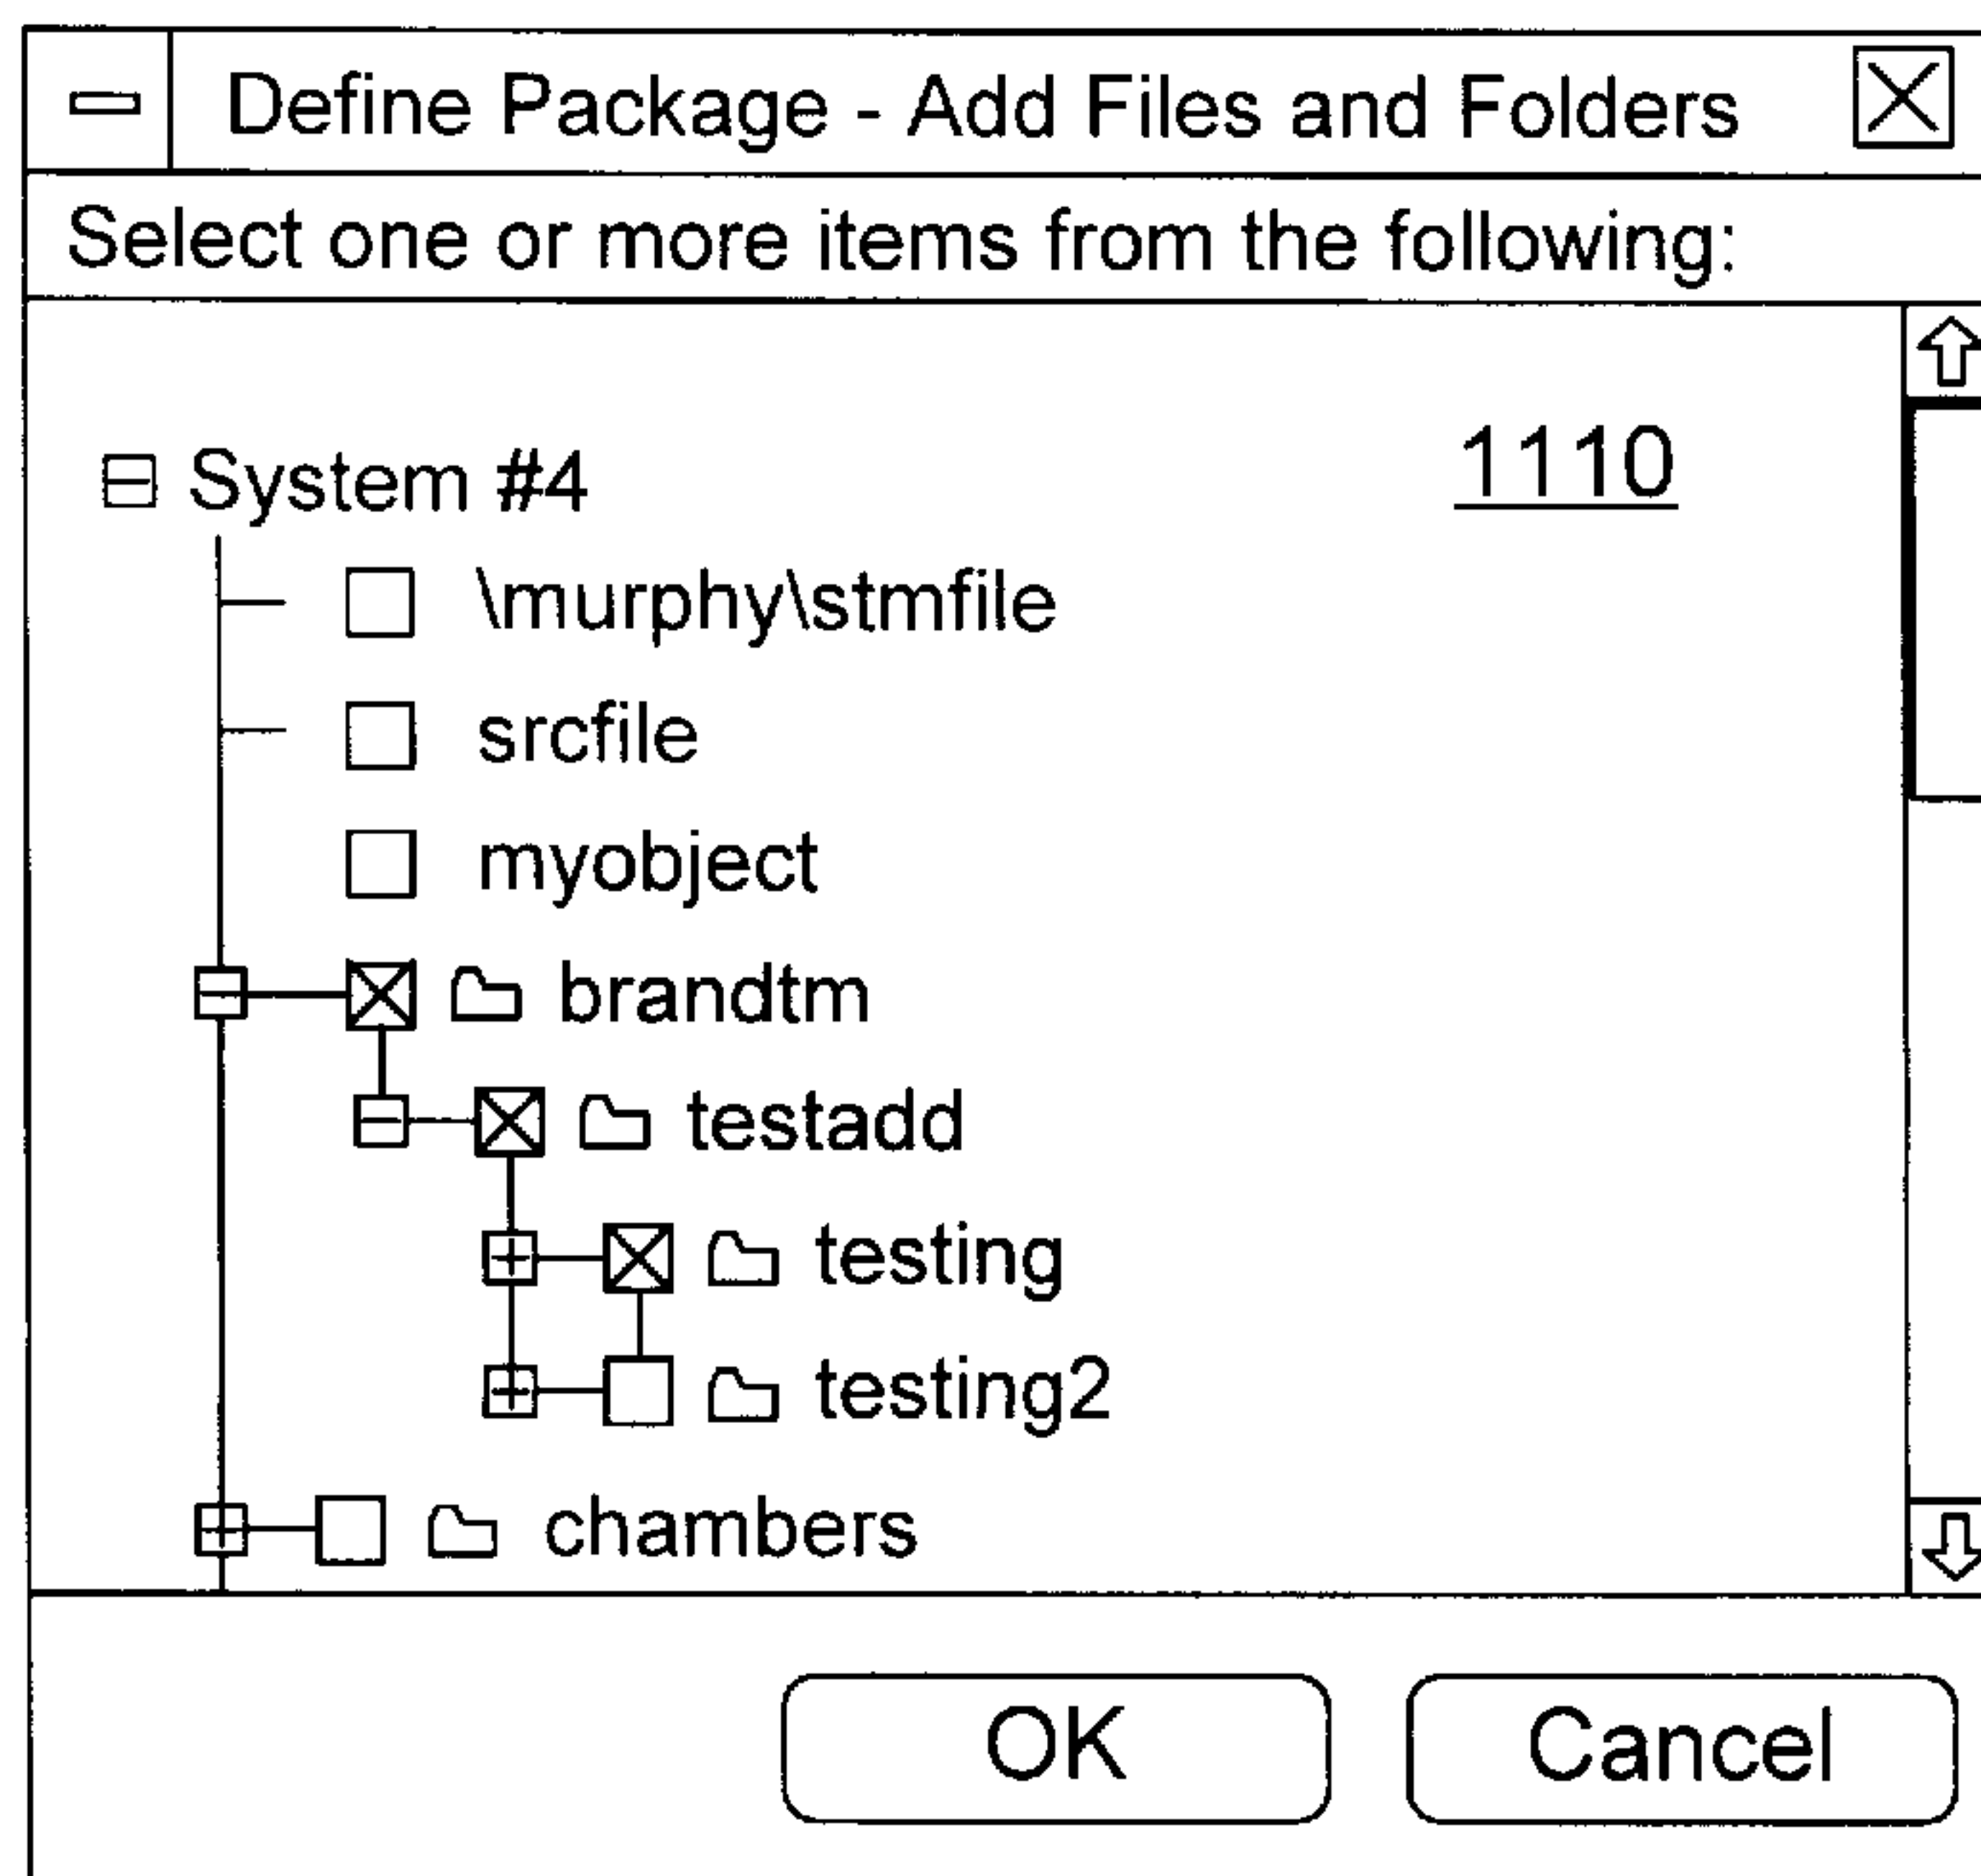 Define Package - Add Files and Folders
Select one or more items from the following:
System #4 1110
\murphy\stmfile
srcfile
myobject
brandtm
testadd
testing
testing2
chambers
OK Cancel